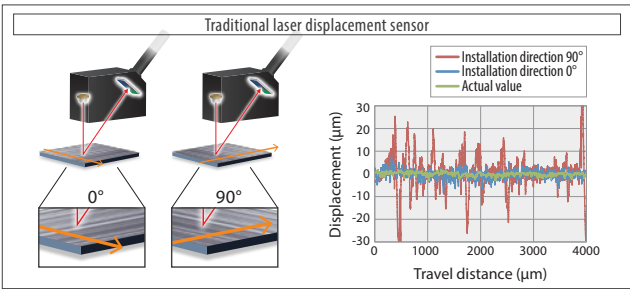 Traditional laser displacement sensor
0°
90°
Installation direction 90°
Installation direction 0°
Actual value
Displacement (μm)
30
20
10
0
-10
-20
-30
0
1000
2000
3000
4000
Travel distance (μm)